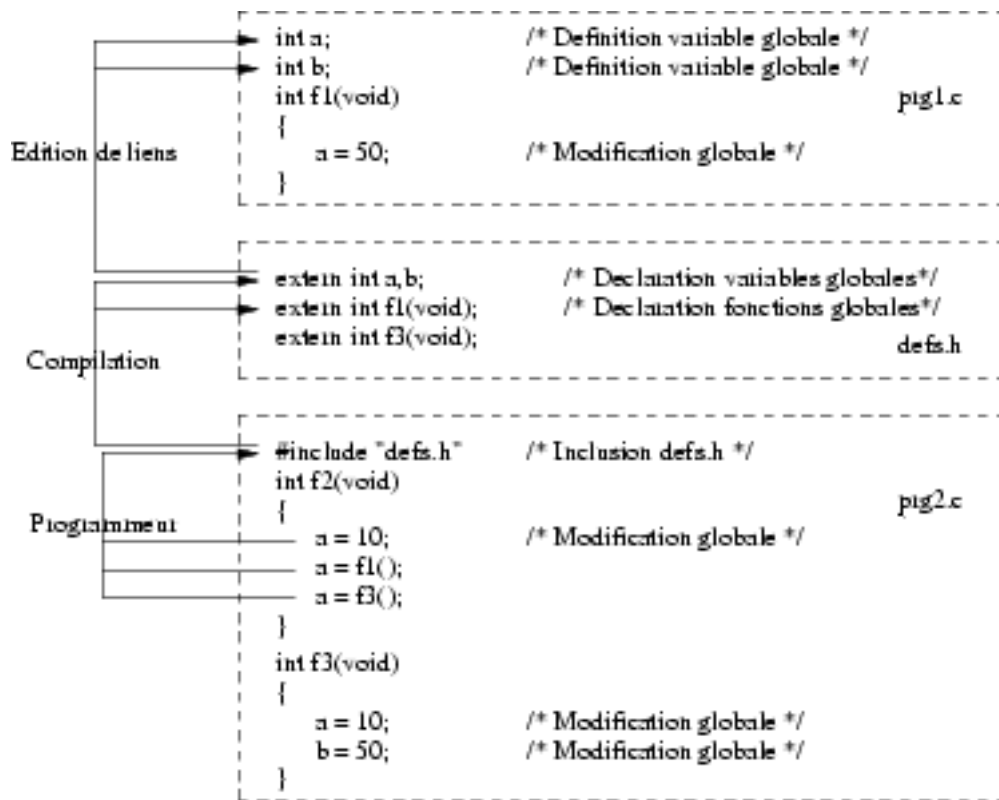 int a; /* Definition variable globale */
int b; /* Definition variable globale */
int f1(void)
prg1.c
{
Edition de liens
a = 50; /* Modification globale */
}
extern int a,b; /* Declaration variables globales*/
extern int f1(void); /* Declaration fonctions globales*/
extern int f3(void);
defs.h
Compilation
#include "defs.h" /* Inclusion defs.h */
int f2(void)
prg2.c
{
Programmeur
a = 10; /* Modification globale */
a = f1();
a = f3();
}
int f3(void)
{
a = 10; /* Modification globale */
b = 50; /* Modification globale */
}